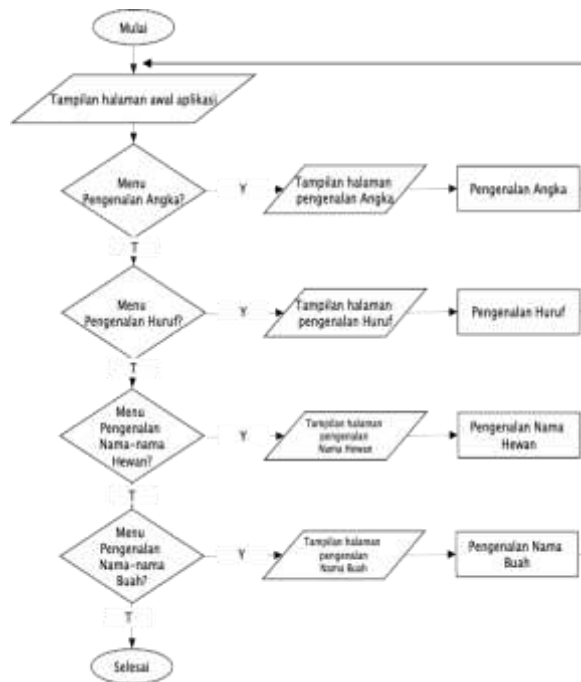 Mulai
Tampilan halaman awal aplikasi
Menu
Pengenalan Angka?
Y
Tampilan halaman
pengenalan Angka
Pengenalan Angka
T
Menu
Pengenalan Huruf?
Y
Tampilan halaman
pengenalan Huruf
Pengenalan Huruf
T
Menu
Pengenalan
Nama-nama
Hewan?
Y
Tampilan halaman
pengenalan
Nama Hewan
Pengenalan Nama
Hewan
T
Menu
Pengenalan
Nama-nama
Buah?
Y
Tampilan halaman
pengenalan
Nama Buah
Pengenalan Nama
Buah
T
Selesai